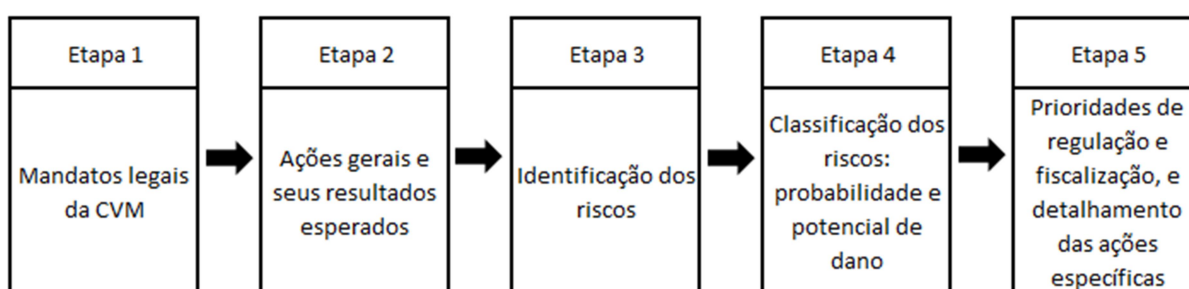 Etapa 1
Mandatos legais
da CVM
Etapa 2
Ações gerais e
seus resultados
esperados
Etapa 3
Identificação dos
riscos
Etapa 4
Classificação dos
riscos:
probabilidade e
potencial de
dano
Etapa 5
Prioridades de
regulação e
fiscalização, e
detalhamento
das ações
específicas